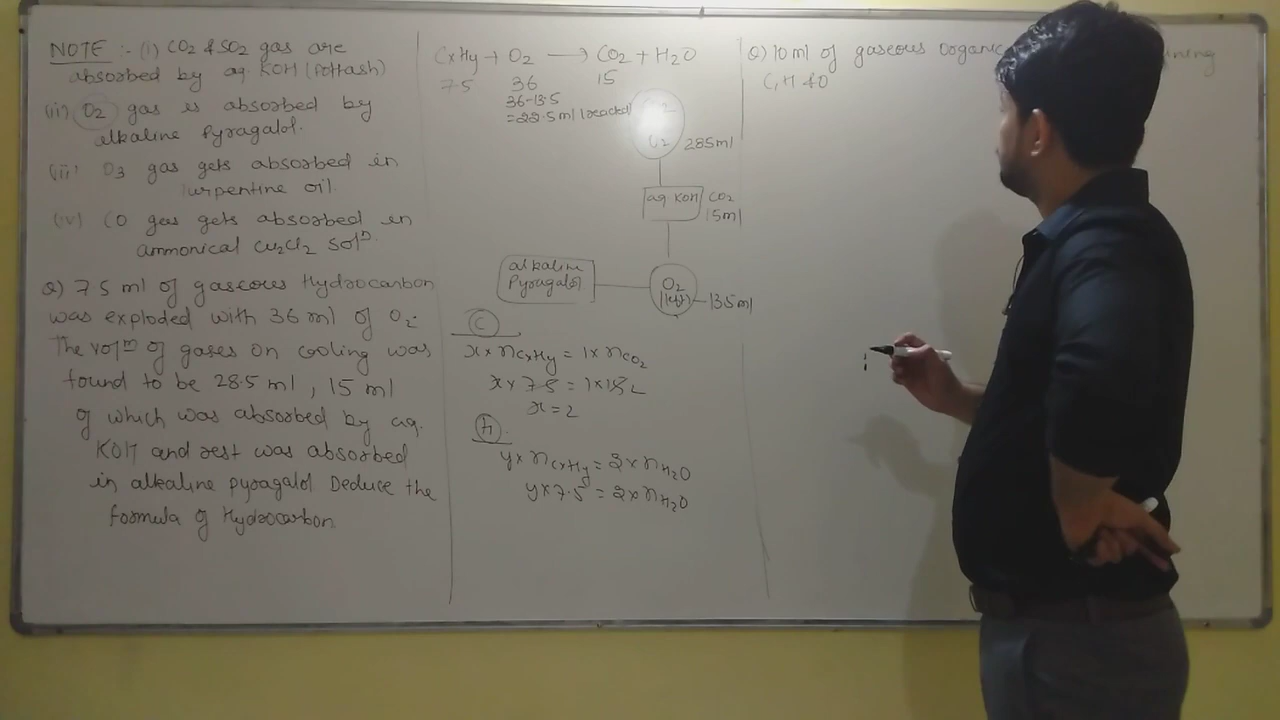 NOTE :- (i) CO2 & SO2 gas are
absorbed by aq. KOH (Pottash)
(ii) O2 gas is absorbed by
alkaline Pyragalol.
(iii) O3 gas gets absorbed in
Turpentine oil.
(iv) CO gas gets absorbed in
ammonical Cu2Cl2 solⁿ.
Q) 7.5 ml of gaseous Hydrocarbon
was exploded with 36 ml of O2.
The volᵐ of gases on cooling was
found to be 28.5 ml, 15 ml
of which was absorbed by aq.
KOH and rest was absorbed
in alkaline pyragalol Deduce the
formula of Hydrocarbon.
CxHy + O2 → CO2 + H2O
7.5 36 15
36-13.5
= 22.5 ml (reacted)
O2 28.5ml
aq KOH CO2
15ml
alkaline
Pyragalol
O2
(left) 13.5ml
C
x × nCxHy = 1 × nCO2
x × 7.5 = 1 × 15 2
x = 2
H
y × nCxHy = 2 × nH2O
y × 7.5 = 2 × nH2O
Q) 10 ml of gaseous Organic
C, H & O